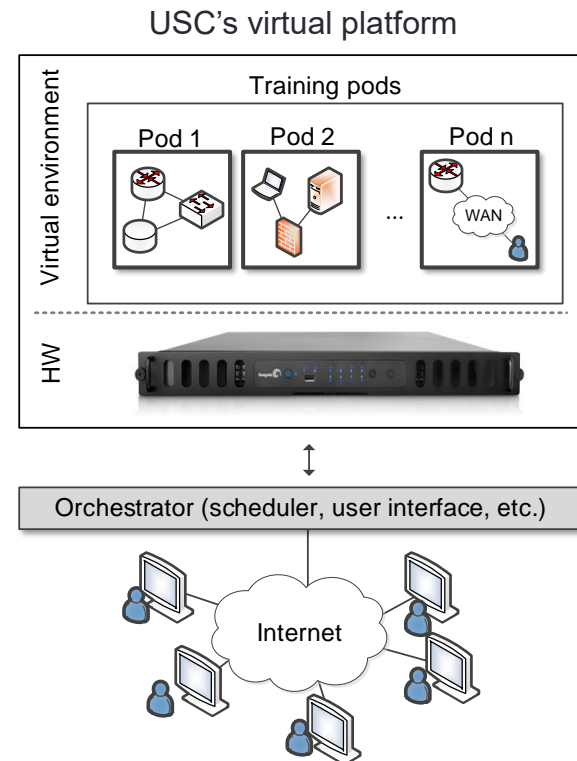 USC's virtual platform
Virtual environment
Training pods
Pod 1
Pod 2
Pod n
...
WAN
HW
Seagate
Orchestrator (scheduler, user interface, etc.)
Internet